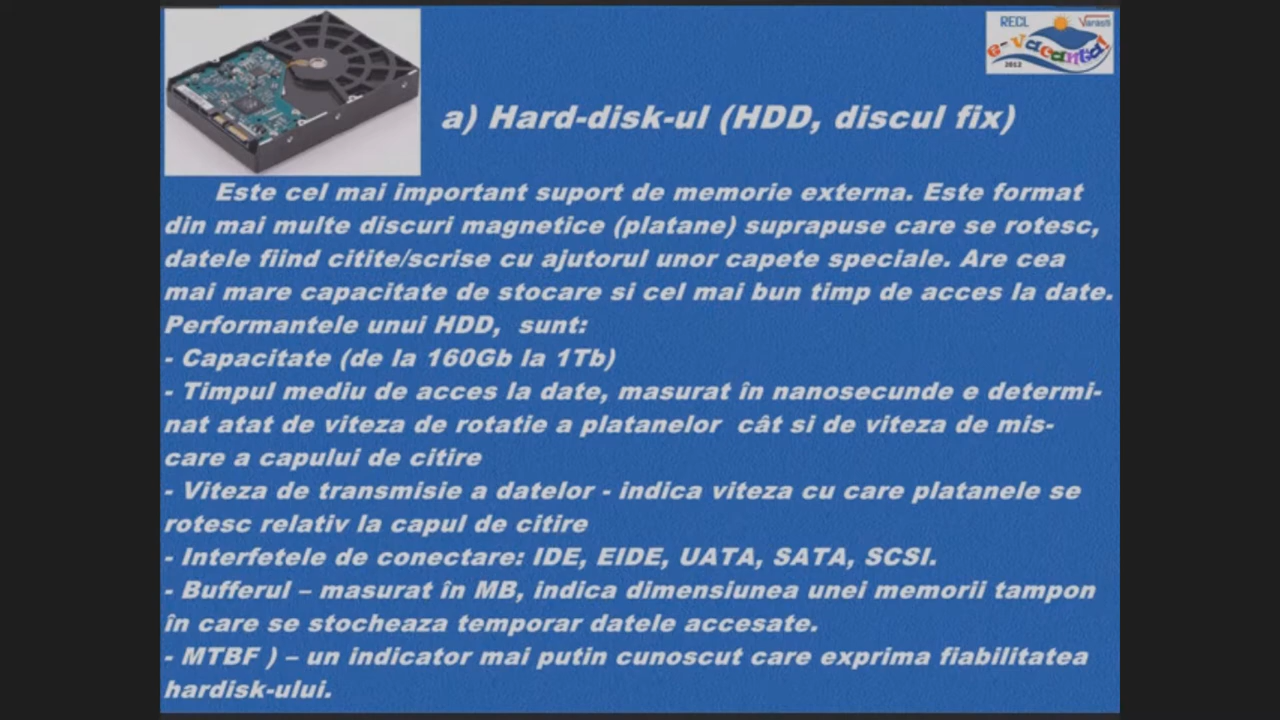 RECL Varasti
e-Vacanta!
2012
a) Hard-disk-ul (HDD, discul fix)
Este cel mai important suport de memorie externa. Este format
din mai multe discuri magnetice (platane) suprapuse care se rotesc,
datele fiind citite/scrise cu ajutorul unor capete speciale. Are cea
mai mare capacitate de stocare si cel mai bun timp de acces la date.
Performantele unui HDD, sunt:
- Capacitate (de la 160Gb la 1Tb)
- Timpul mediu de acces la date, masurat în nanosecunde e determi-
nat atat de viteza de rotatie a platanelor cât si de viteza de mis-
care a capului de citire
- Viteza de transmisie a datelor - indica viteza cu care platanele se
rotesc relativ la capul de citire
- Interfetele de conectare: IDE, EIDE, UATA, SATA, SCSI.
- Bufferul – masurat în MB, indica dimensiunea unei memorii tampon
în care se stocheaza temporar datele accesate.
- MTBF ) – un indicator mai putin cunoscut care exprima fiabilitatea
hardisk-ului.